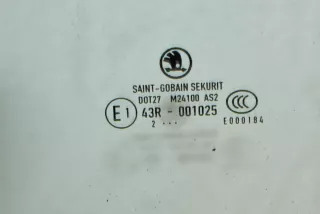 SAINT-GOBAIN SEKURIT
DOT27 M24100 AS2
E1 43R - 001025
2 ...
CCC
E000184